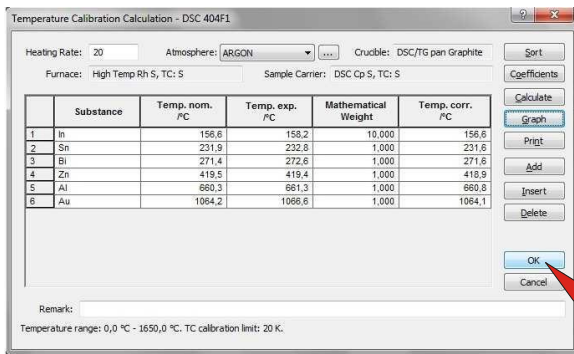 Temperature Calibration Calculation - DSC 404F1
Heating Rate: 20 Atmosphere: ARGON ... Crucible: DSC/TG pan Graphite
Furnace: High Temp Rh S, TC: S Sample Carrier: DSC Cp S, TC: S
Substance Temp. nom. /°C Temp. exp. /°C Mathematical Weight Temp. corr. /°C
1 In 156,6 158,2 10,000 156,6
2 Sn 231,9 232,8 1,000 231,6
3 Bi 271,4 272,6 1,000 271,6
4 Zn 419,5 419,4 1,000 418,9
5 Al 660,3 661,3 1,000 660,8
6 Au 1064,2 1066,6 1,000 1064,1
Sort
Coefficients
Calculate
Graph
Print
Add
Insert
Delete
OK
Cancel
Remark:
Temperature range: 0,0 °C - 1650,0 °C. TC calibration limit: 20 K.